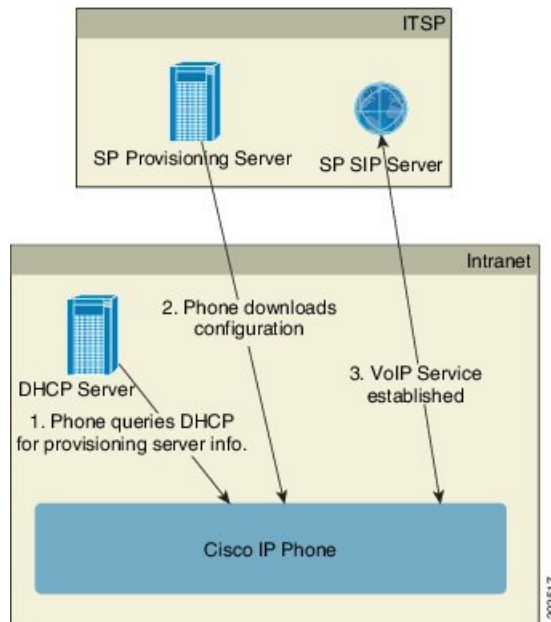 ITSP
SP Provisioning Server
SP SIP Server
Intranet
2. Phone downloads
configuration
DHCP Server
3. VoIP Service
established
1. Phone queries DHCP
for provisioning server info.
Cisco IP Phone